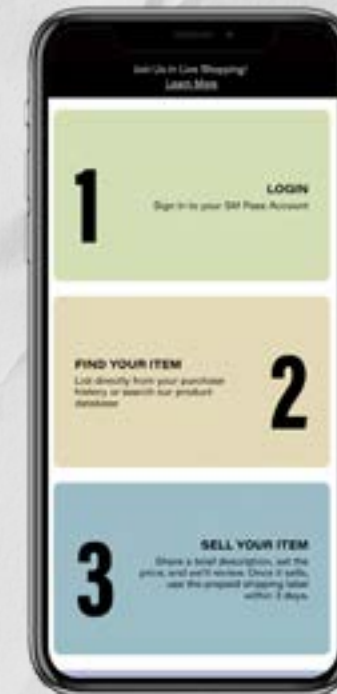 Join Us in Live Shopping!
Learn More
1
LOGIN
Sign in to your SM Pass Account
FIND YOUR ITEM
List directly from your purchase
history or search our product
database
2
3
SELL YOUR ITEM
Share a brief description, set the
price, and we'll review. Once it sells,
use the prepaid shipping label
within 3 days.